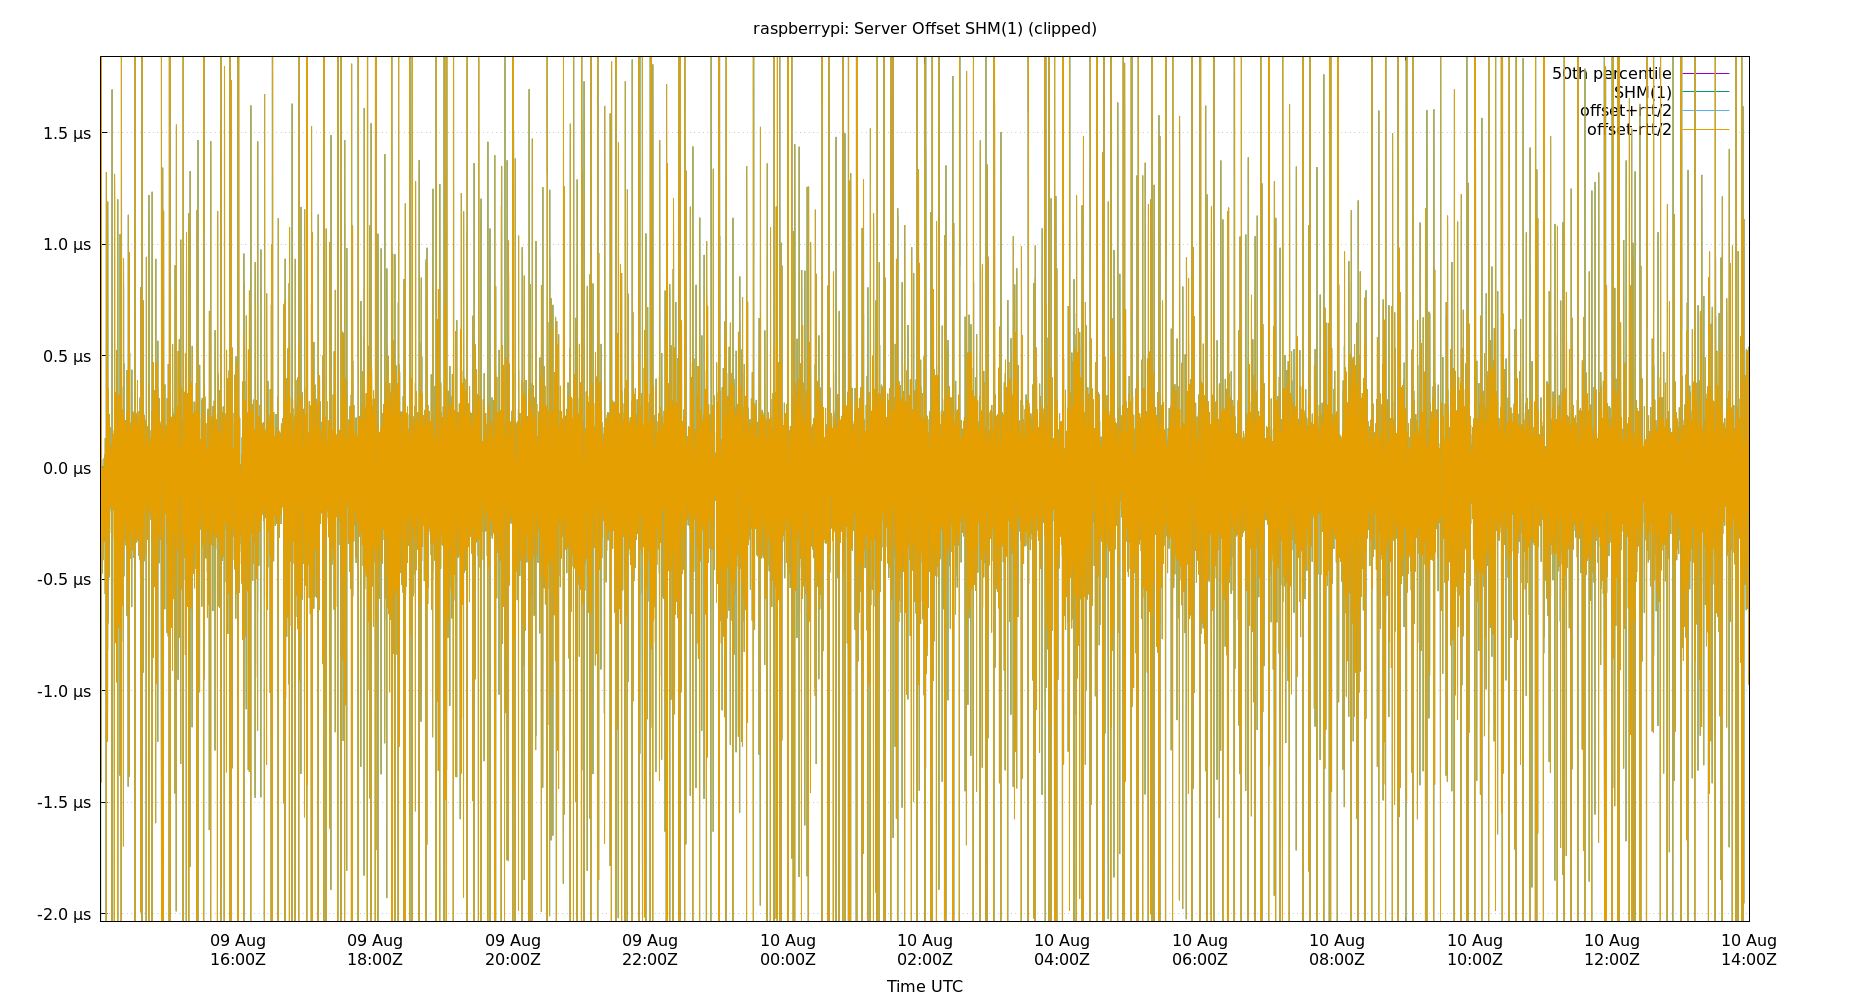 raspberrypi: Server Offset SHM(1) (clipped)
50th percentile
SHM(1)
offset+rtt/2
offset-rtt/2
1.5 µs
1.0 µs
0.5 µs
0.0 µs
-0.5 µs
-1.0 µs
-1.5 µs
-2.0 µs
09 Aug 09 Aug 09 Aug 09 Aug 10 Aug 10 Aug 10 Aug 10 Aug 10 Aug 10 Aug 10 Aug 10 Aug
16:00Z 18:00Z 20:00Z 22:00Z 00:00Z 02:00Z 04:00Z 06:00Z 08:00Z 10:00Z 12:00Z 14:00Z
Time UTC